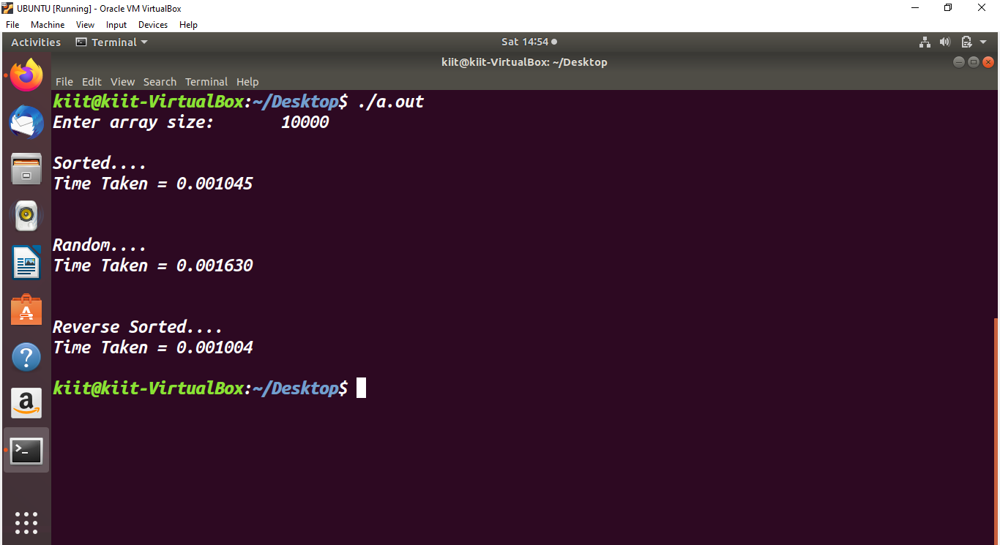 UBUNTU [Running] - Oracle VM VirtualBox
File Machine View Input Devices Help
Activities Terminal Sat 14:54
kiit@kiit-VirtualBox: ~/Desktop
File Edit View Search Terminal Help
kiit@kiit-VirtualBox:~/Desktop$ ./a.out
Enter array size: 10000
Sorted....
Time Taken = 0.001045
Random....
Time Taken = 0.001630
Reverse Sorted....
Time Taken = 0.001004
kiit@kiit-VirtualBox:~/Desktop$